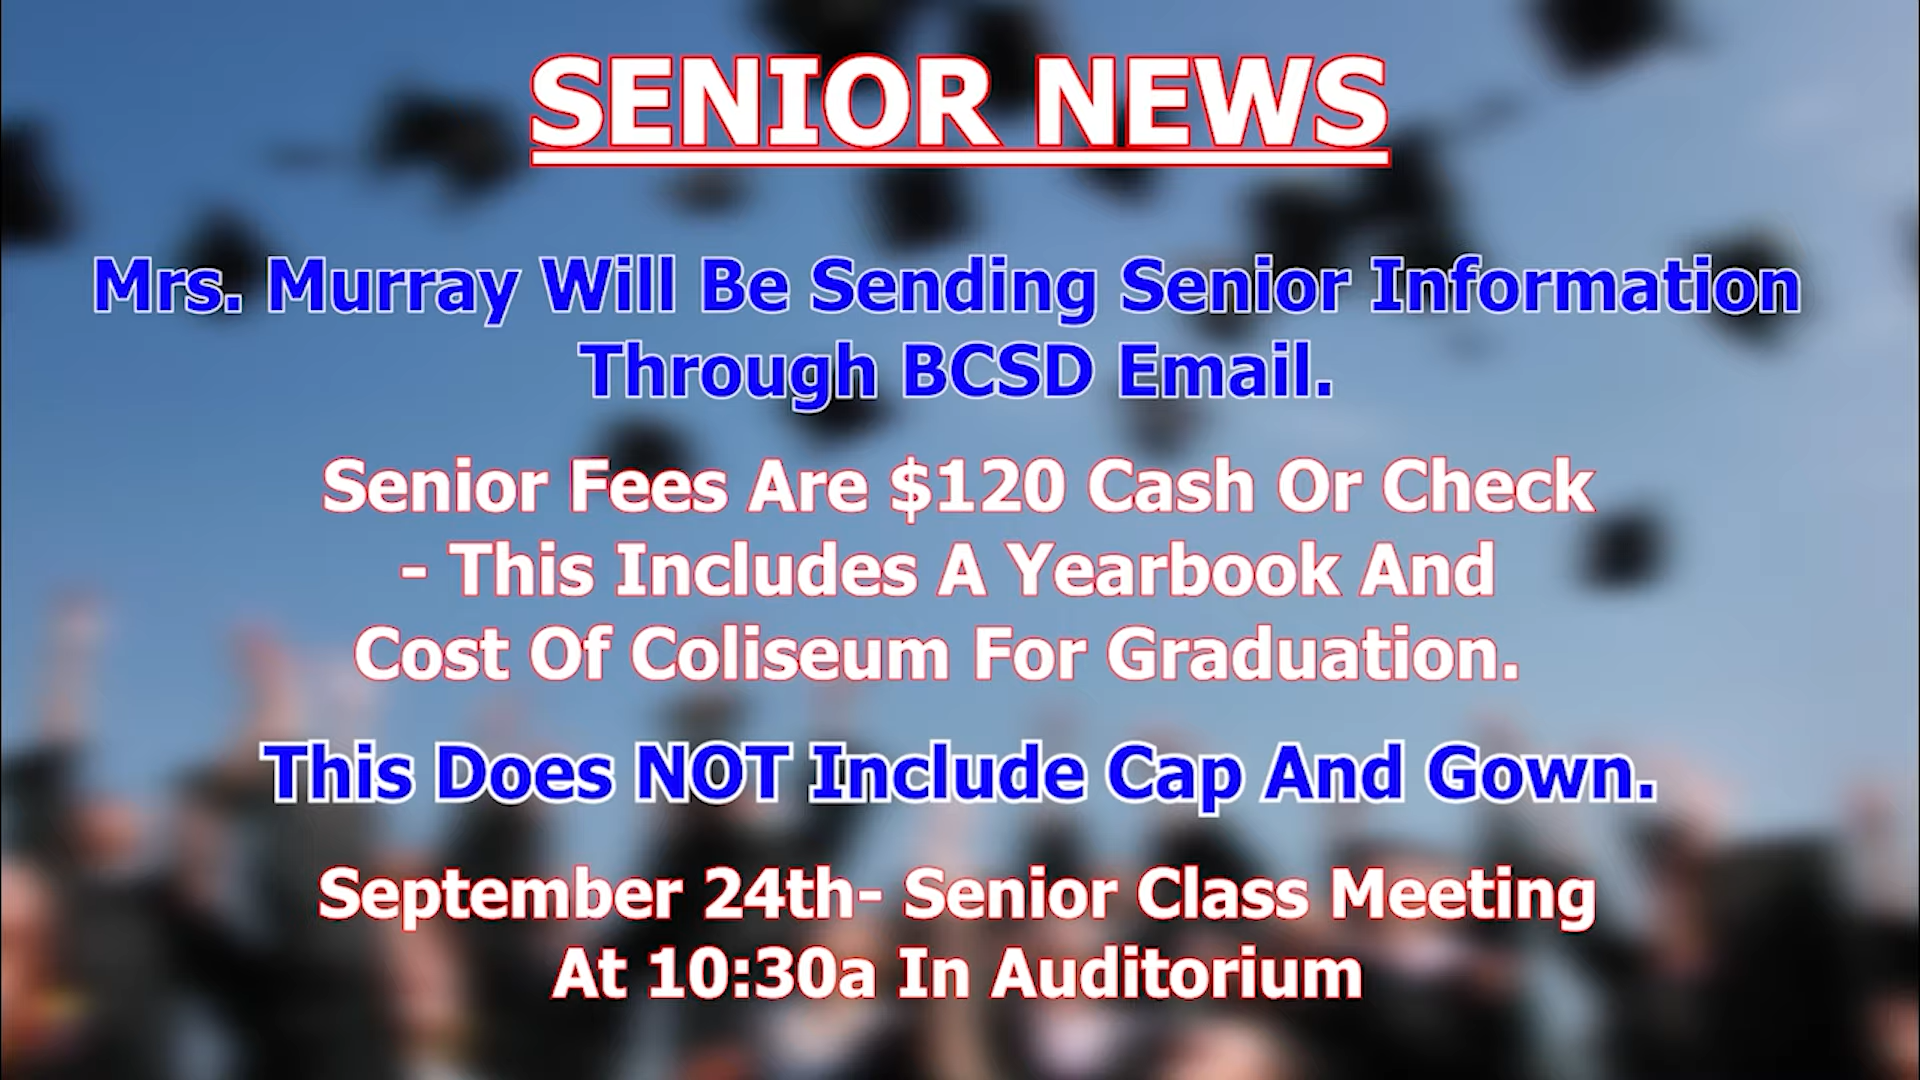 SENIOR NEWS
Mrs. Murray Will Be Sending Senior Information
Through BCSD Email.
Senior Fees Are $120 Cash Or Check
- This Includes A Yearbook And
Cost Of Coliseum For Graduation.
This Does NOT Include Cap And Gown.
September 24th- Senior Class Meeting
At 10:30a In Auditorium